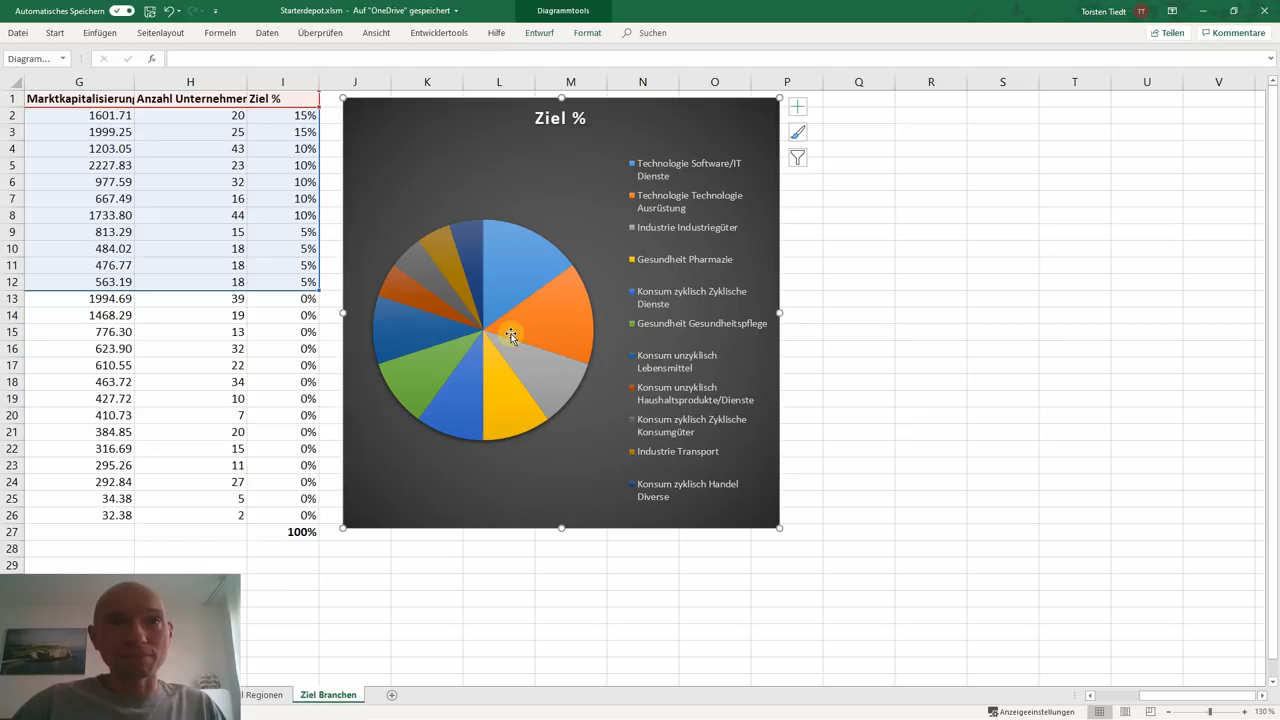 Automatisches Speichern
Starterdepot.xlsm - Auf "OneDrive" gespeichert
Diagrammtools
Torsten Tiedt
TT
Datei Start Einfügen Seitenlayout Formeln Daten Überprüfen Ansicht Entwicklertools Hilfe Entwurf Format Suchen Teilen Kommentare
Diagram...
fx
G H I J K L M N O P Q R S T U V
1 Marktkapitalisierung Anzahl Unternehmen Ziel %
2 1601.71 20 15%
3 1999.25 25 15%
4 1203.05 43 10%
5 2227.83 23 10%
6 977.59 32 10%
7 667.49 16 10%
8 1733.80 44 10%
9 813.29 15 5%
10 484.02 18 5%
11 476.77 18 5%
12 563.19 18 5%
13 1994.69 39 0%
14 1468.29 19 0%
15 776.30 13 0%
16 623.90 32 0%
17 610.55 22 0%
18 463.72 34 0%
19 427.72 10 0%
20 410.73 7 0%
21 384.85 20 0%
22 316.69 15 0%
23 295.26 11 0%
24 292.84 27 0%
25 34.38 5 0%
26 32.38 2 0%
27 100%
28
29
Ziel %
Technologie Software/IT
Dienste
Technologie Technologie
Ausrüstung
Industrie Industriegüter
Gesundheit Pharmazie
Konsum zyklisch Zyklische
Dienste
Gesundheit Gesundheitspflege
Konsum unzyklisch
Lebensmittel
Konsum unzyklisch
Haushaltsprodukte/Dienste
Konsum zyklisch Zyklische
Konsumgüter
Industrie Transport
Konsum zyklisch Handel
Diverse
Regionen
Ziel Branchen
Anzeigeeinstellungen
130 %